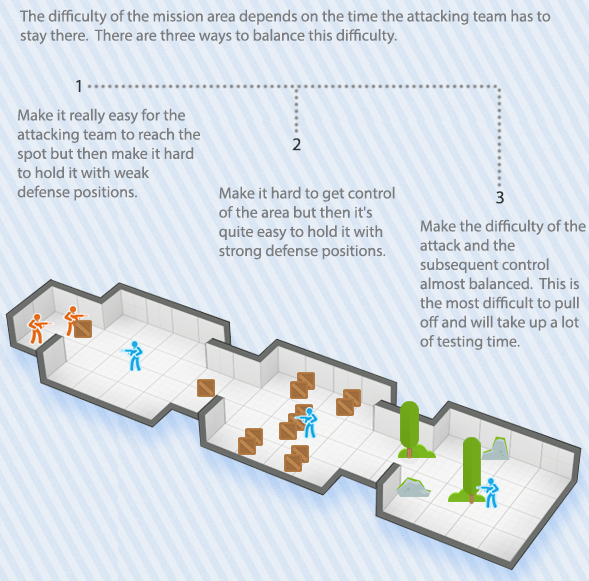 The difficulty of the mission area depends on the time the attacking team has to
stay there.  There are three ways to balance this difficulty.
1
Make it really easy for the
attacking team to reach the
spot but then make it hard
to hold it with weak
defense positions.
2
Make it hard to get control
of the area but then it's
quite easy to hold it with
strong defense positions.
3
Make the difficulty of the
attack and the
subsequent control
almost balanced.  This is
the most difficult to pull
off and will take up a lot
of testing time.